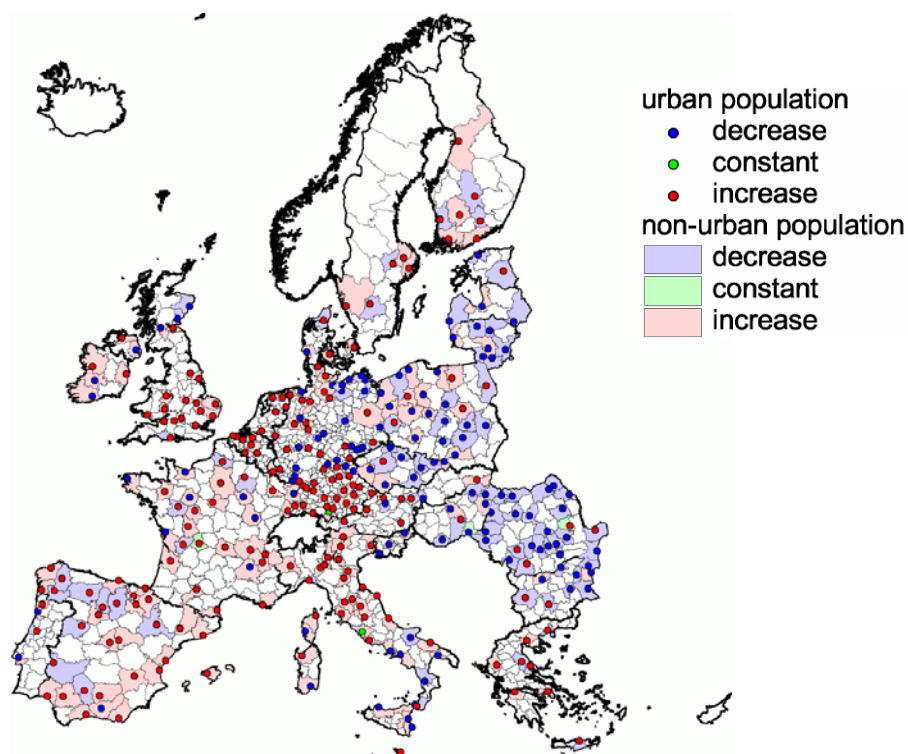 urban population
decrease
constant
increase
non-urban population
decrease
constant
increase